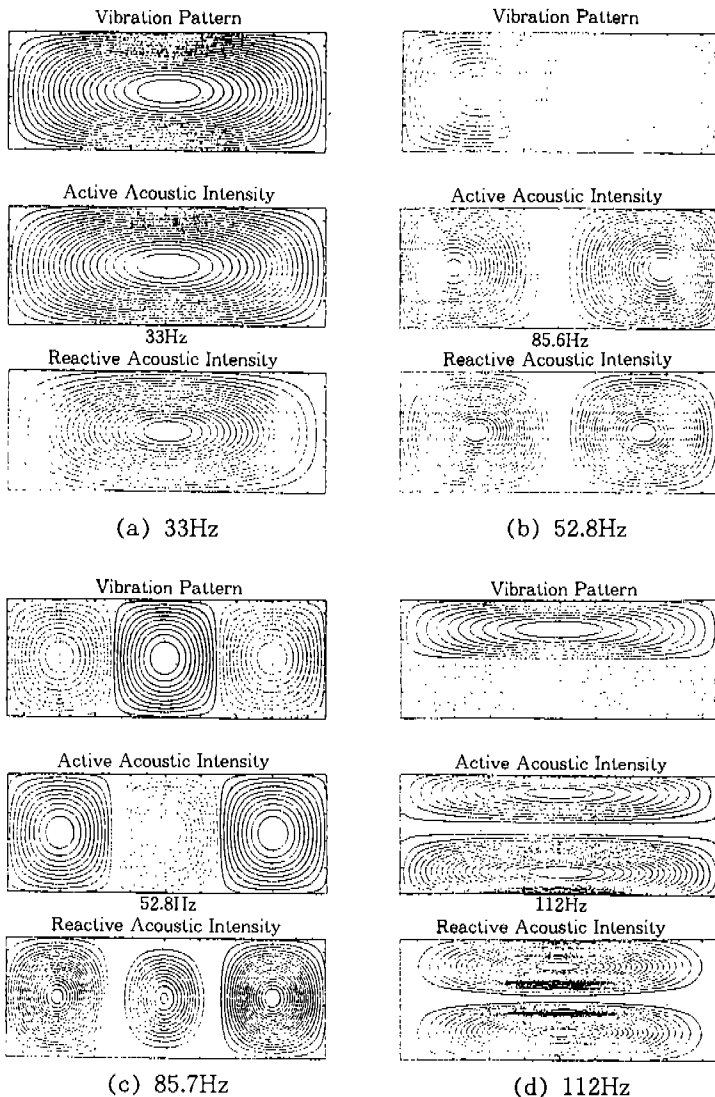 Vibration Pattern
Active Acoustic Intensity
33Hz
Reactive Acoustic Intensity
(a) 33Hz
Vibration Pattern
Active Acoustic Intensity
85.6Hz
Reactive Acoustic Intensity
(b) 52.8Hz
Vibration Pattern
Active Acoustic Intensity
52.8Hz
Reactive Acoustic Intensity
(c) 85.7Hz
Vibration Pattern
Active Acoustic Intensity
112Hz
Reactive Acoustic Intensity
(d) 112Hz